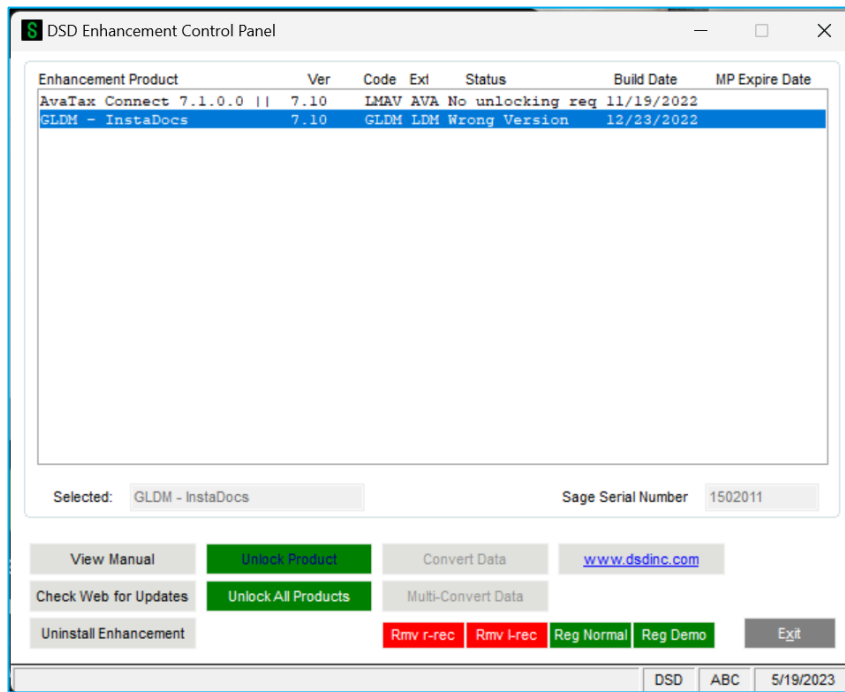 S DSD Enhancement Control Panel
Enhancement Product Ver Code Ext Status Build Date MP Expire Date
AvaTax Connect 7.1.0.0 || 7.10 LMAV AVA No unlocking req 11/19/2022
GLDM - InstaDocs 7.10 GLDM LDM Wrong Version 12/23/2022
Selected: GLDM - InstaDocs Sage Serial Number 1502011
View Manual Unlock Product Convert Data www.dsdinc.com
Check Web for Updates Unlock All Products Multi-Convert Data
Uninstall Enhancement Rmv r-rec Rmv l-rec Reg Normal Reg Demo Exit
DSD ABC 5/19/2023